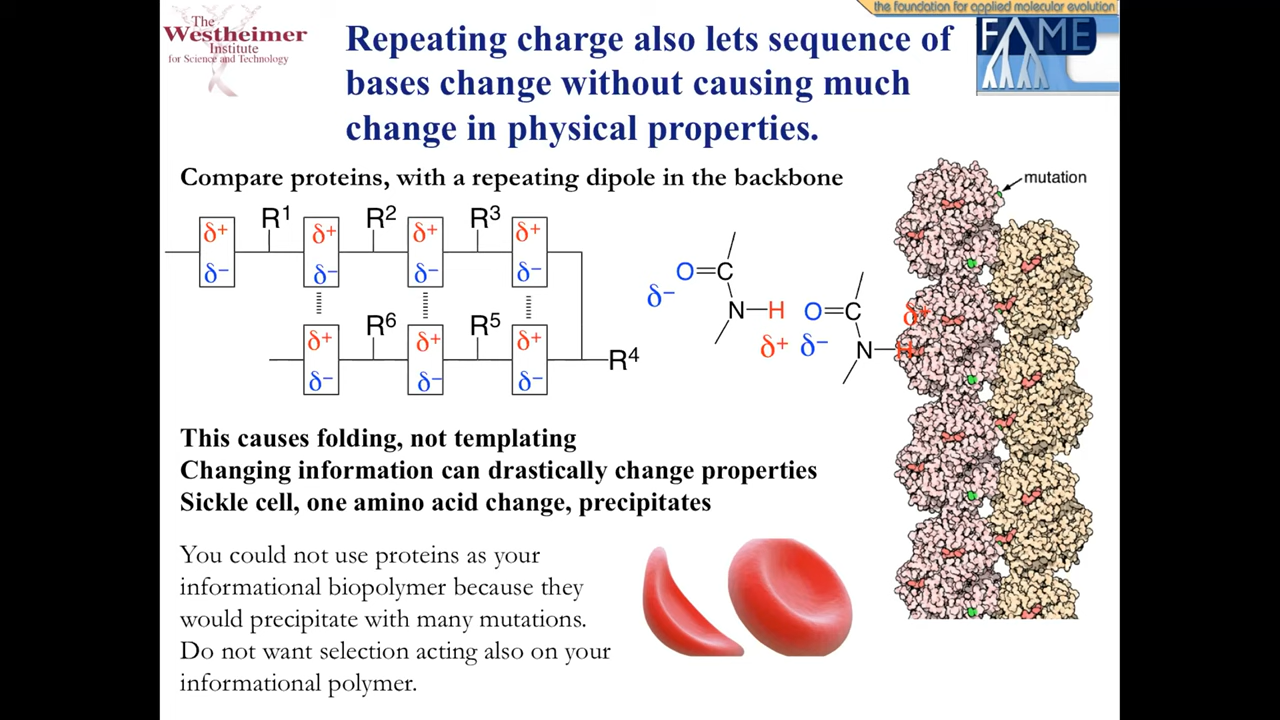 the foundation for applied molecular evolution
The
Westheimer
Institute
for Science and Technology
FAME
Repeating charge also lets sequence of
bases change without causing much
change in physical properties.
Compare proteins, with a repeating dipole in the backbone
mutation
R¹ R² R³
δ⁺ δ⁺ δ⁺ δ⁺
δ⁻ δ⁻ δ⁻ δ⁻
R⁶ R⁵
δ⁺ δ⁺ δ⁺
R⁴
δ⁻ δ⁻ δ⁻
O=C
δ⁻
N—H O=C δ⁺
δ⁺ δ⁻ N—H
This causes folding, not templating
Changing information can drastically change properties
Sickle cell, one amino acid change, precipitates
You could not use proteins as your
informational biopolymer because they
would precipitate with many mutations.
Do not want selection acting also on your
informational polymer.